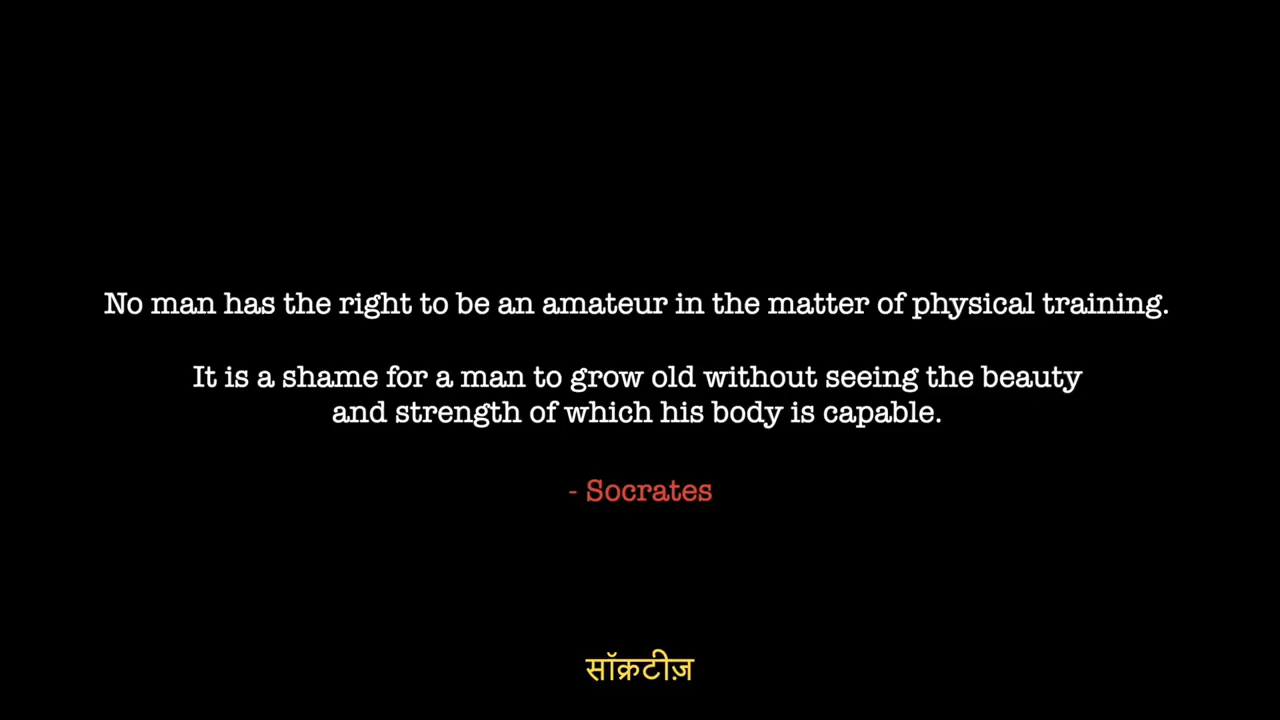 No man has the right to be an amateur in the matter of physical training.
It is a shame for a man to grow old without seeing the beauty
and strength of which his body is capable.
- Socrates
सॉक्रटीज़